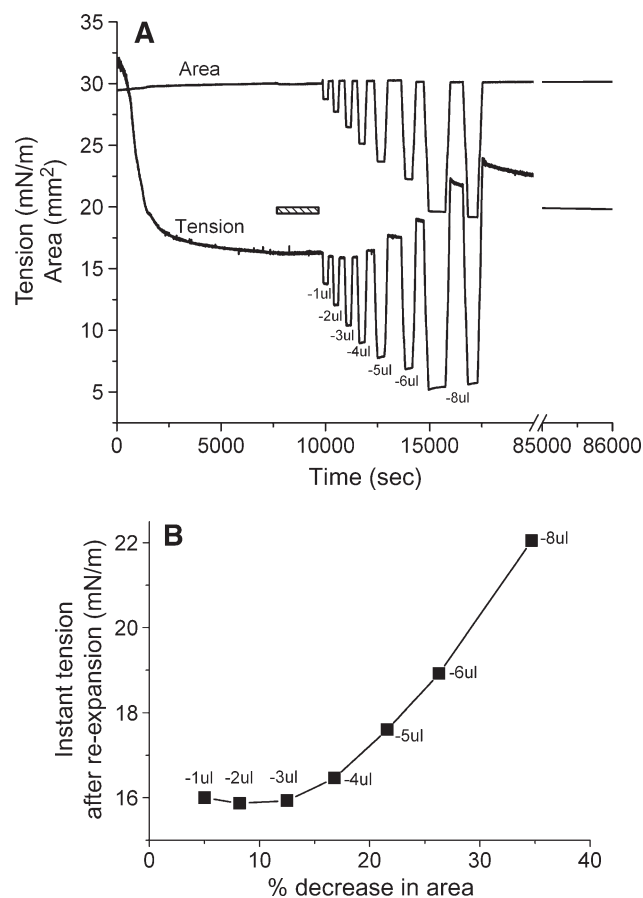 A
35
30
25
20
15
10
5
Tension (mN/m)
Area (mm²)
Area
Tension
-1ul
-2ul
-3ul
-4ul
-5ul
-6ul
-8ul
0 5000 10000 15000 85000 86000
Time (sec)
B
22
20
18
16
Instant tension
after re-expansion (mN/m)
-1ul -2ul -3ul
-4ul
-5ul
-6ul
-8ul
0 10 20 30 40
% decrease in area